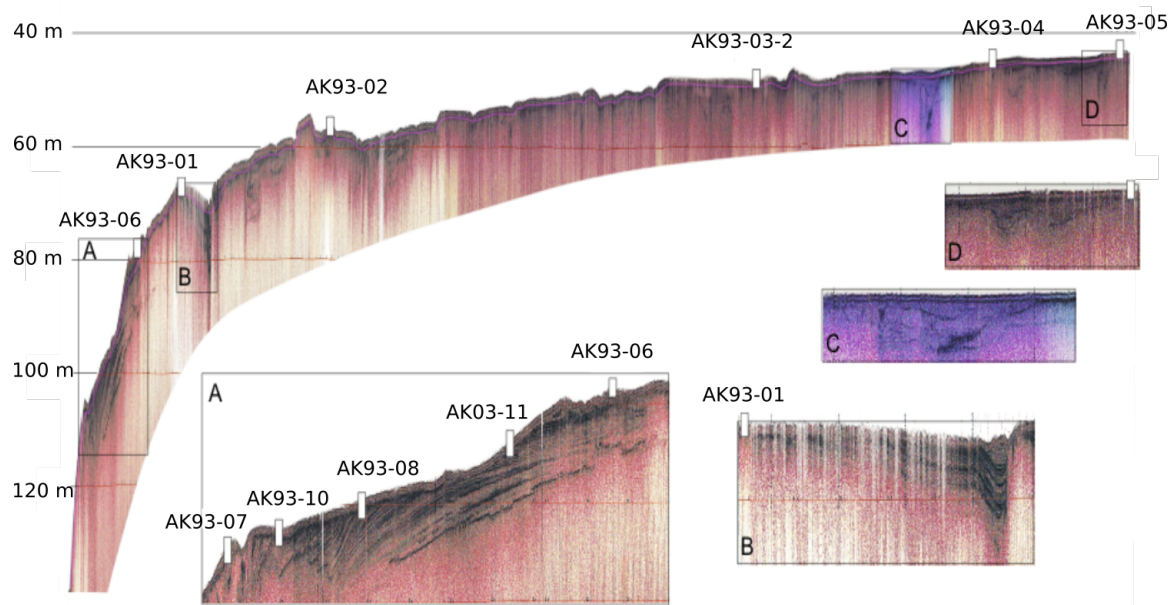 40 m
AK93-05
AK93-04
AK93-03-2
AK93-02
D
C
60 m
AK93-01
AK93-06
A
80 m
B
D
C
100 m
AK93-06
A
AK93-01
AK03-11
AK93-08
120 m
AK93-10
AK93-07
B